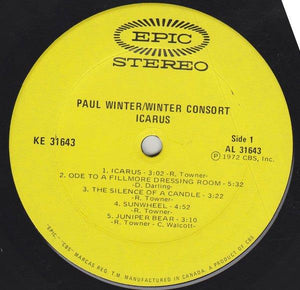 EPIC
STEREO
PAUL WINTER/WINTER CONSORT
ICARUS
KE 31643
Side 1
AL 31643
Ⓟ 1972 CBS, Inc.
1. ICARUS - 3:02 -R. Towner-
2. ODE TO A FILLMORE DRESSING ROOM - 5:32
-D. Darling-
3. THE SILENCE OF A CANDLE - 3:20
-R. Towner-
4. SUNWHEEL - 4:52
-R. Towner-
5. JUNIPER BEAR - 3:10
-R. Towner- C. Walcott-
EPIC, "CBS" MARCAS REG. T.M. MANUFACTURED IN CANADA.